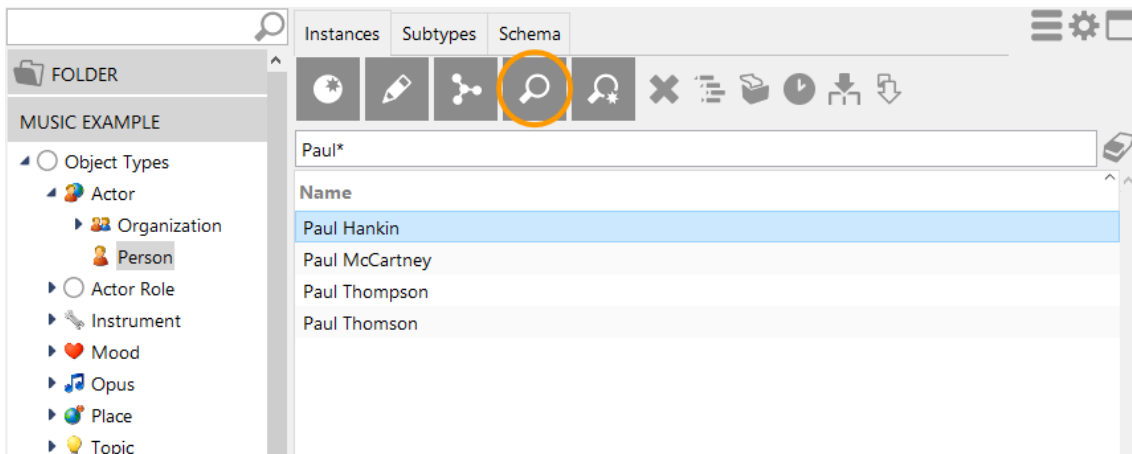 Instances Subtypes Schema
FOLDER
MUSIC EXAMPLE
Object Types
Actor
Organization
Person
Actor Role
Instrument
Mood
Opus
Place
Topic
Paul*
Name
Paul Hankin
Paul McCartney
Paul Thompson
Paul Thomson